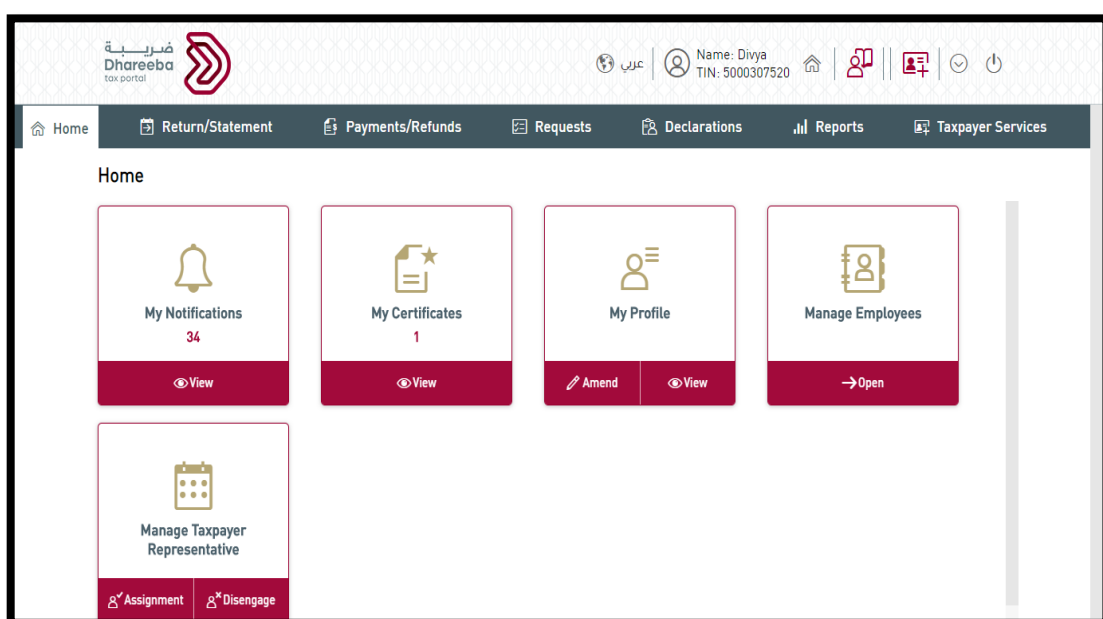 ضريبة
Dhareeba
tax portal
عربي
Name: Divya
TIN: 5000307520
Home
Return/Statement
Payments/Refunds
Requests
Declarations
Reports
Taxpayer Services
Home
My Notifications
34
View
My Certificates
1
View
My Profile
Amend
View
Manage Employees
Open
Manage Taxpayer
Representative
Assignment
Disengage